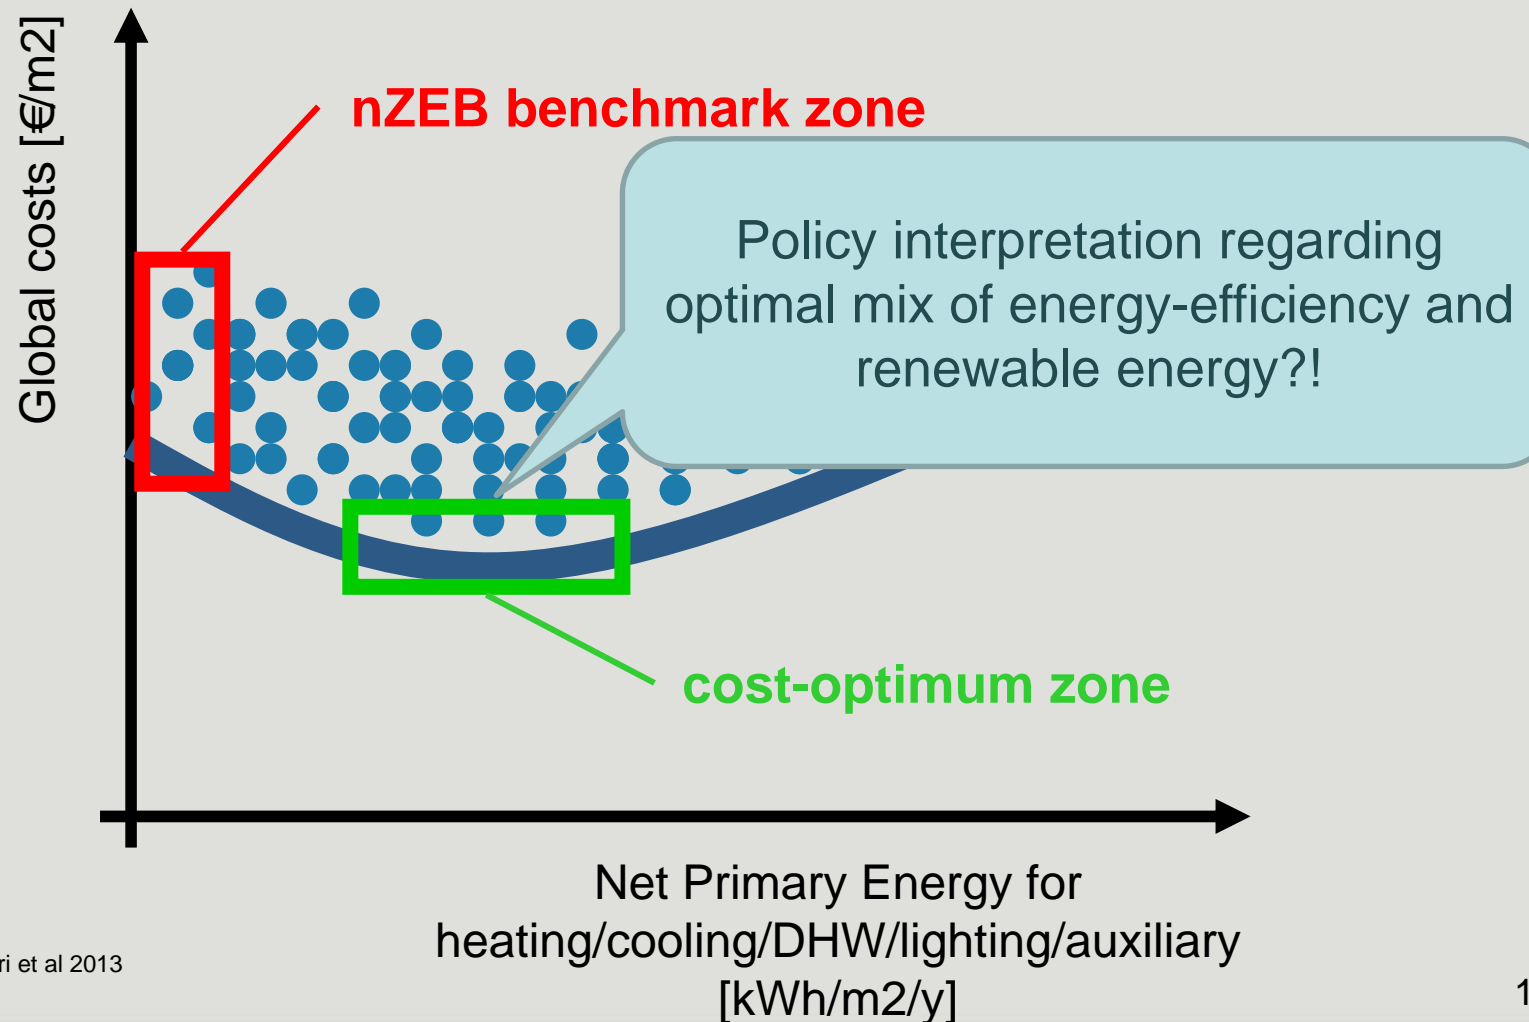 Global costs [€/m2]
nZEB benchmark zone
Policy interpretation regarding
optimal mix of energy-efficiency and
renewable energy?!
cost-optimum zone
Net Primary Energy for
heating/cooling/DHW/lighting/auxiliary
[kWh/m2/y]
et al 2013